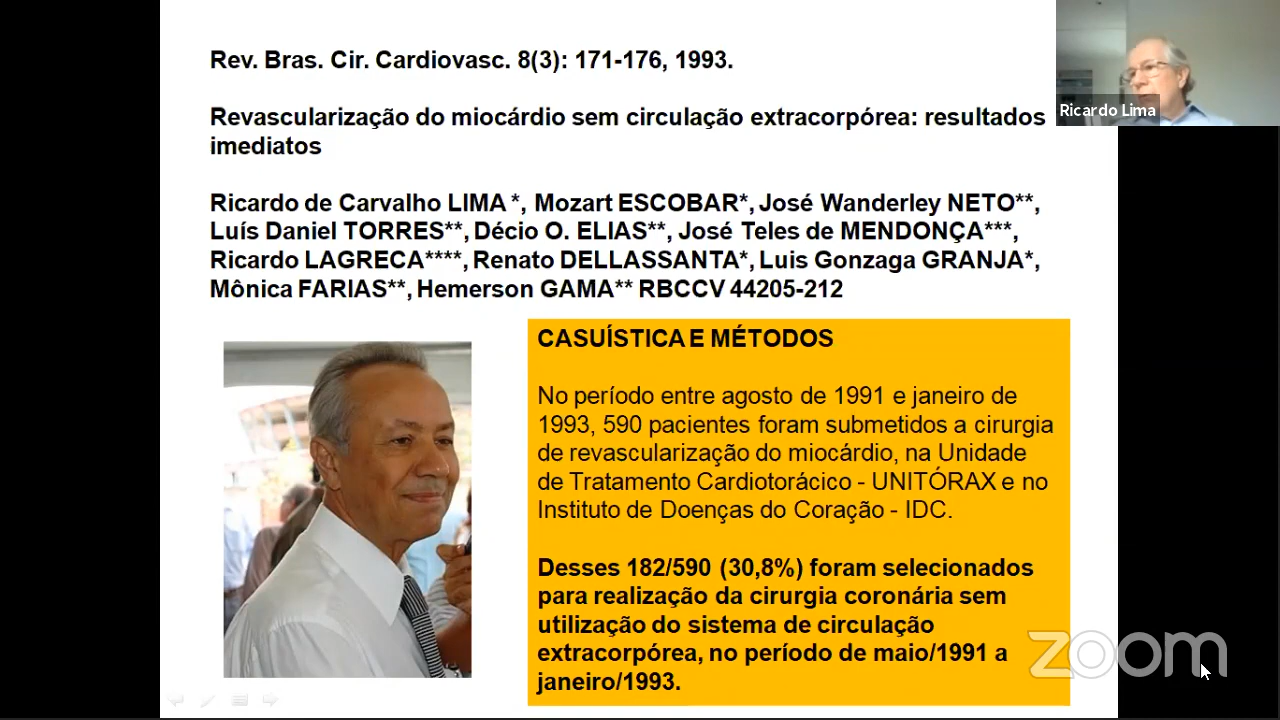 Rev. Bras. Cir. Cardiovasc. 8(3): 171-176, 1993.
Revascularização do miocárdio sem circulação extracorpórea: resultados
imediatos
Ricardo de Carvalho LIMA *, Mozart ESCOBAR*, José Wanderley NETO**,
Luís Daniel TORRES**, Décio O. ELIAS**, José Teles de MENDONÇA***,
Ricardo LAGRECA****, Renato DELLASSANTA*, Luis Gonzaga GRANJA*,
Mônica FARIAS**, Hemerson GAMA** RBCCV 44205-212
Ricardo Lima
CASUÍSTICA E MÉTODOS
No período entre agosto de 1991 e janeiro de
1993, 590 pacientes foram submetidos a cirurgia
de revascularização do miocárdio, na Unidade
de Tratamento Cardiotorácico - UNITÓRAX e no
Instituto de Doenças do Coração - IDC.
Desses 182/590 (30,8%) foram selecionados
para realização da cirurgia coronária sem
utilização do sistema de circulação
extracorpórea, no período de maio/1991 a
janeiro/1993.
zoom